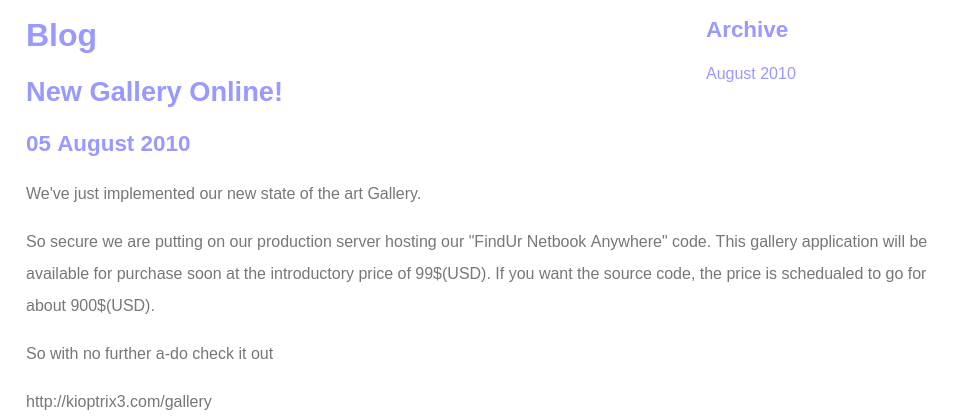 Blog
New Gallery Online!
05 August 2010
We've just implemented our new state of the art Gallery.
So secure we are putting on our production server hosting our "FindUr Netbook Anywhere" code. This gallery application will be
available for purchase soon at the introductory price of 99$(USD). If you want the source code, the price is schedualed to go for
about 900$(USD).
So with no further a-do check it out
http://kioptrix3.com/gallery
Archive
August 2010